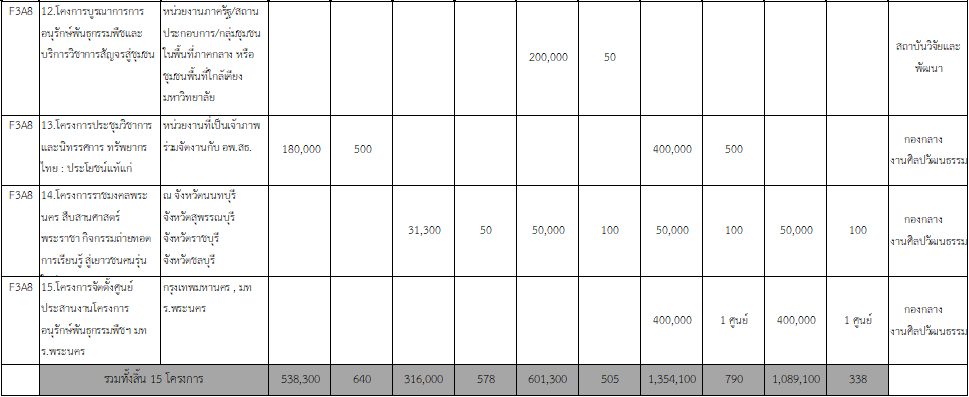 F3A8 12.โครงการบูรณาการการ หน่วยงานภาครัฐ/สถาน
อนุรักษ์พันธุกรรมพืชและ ประกอบการ/กลุ่มชุมชน
บริการวิชาการสัญจรสู่ชุมชน ในพื้นที่ภาคกลาง หรือ 200,000 50 สถาบันวิจัยและ
ชุมชนพื้นที่ใกล้เคียง พัฒนา
มหาวิทยาลัย
F3A8 13.โครงการประชุมวิชาการ หน่วยงานที่เป็นเจ้าภาพ
และนิทรรศการ ทรัพยากร ร่วมจัดงานกับ อพ.สธ. 180,000 500 400,000 500 กองกลาง
ไทย : ประโยชน์แท้แก่ งานศิลปวัฒนธรรม
F3A8 14.โครงการราชมงคลพระ ณ จังหวัดนนทบุรี
นคร สืบสานศาสตร์ จังหวัดสุพรรณบุรี
พระราชา กิจกรรมถ่ายทอด จังหวัดราชบุรี 31,300 50 50,000 100 50,000 100 50,000 100 กองกลาง
การเรียนรู้ สู่เยาวชนคนรุ่น จังหวัดชลบุรี งานศิลปวัฒนธรรม
F3A8 15.โครงการจัดตั้งศูนย์ กรุงเทพมหานคร , มท
ประสานงานโครงการ ร.พระนคร 400,000 1 ศูนย์ 400,000 1 ศูนย์ กองกลาง
อนุรักษ์พันธุกรรมพืชฯ มท งานศิลปวัฒนธรรม
ร.พระนคร
รวมทั้งสิ้น 15 โครงการ 538,300 640 316,000 578 601,300 505 1,354,100 790 1,089,100 338